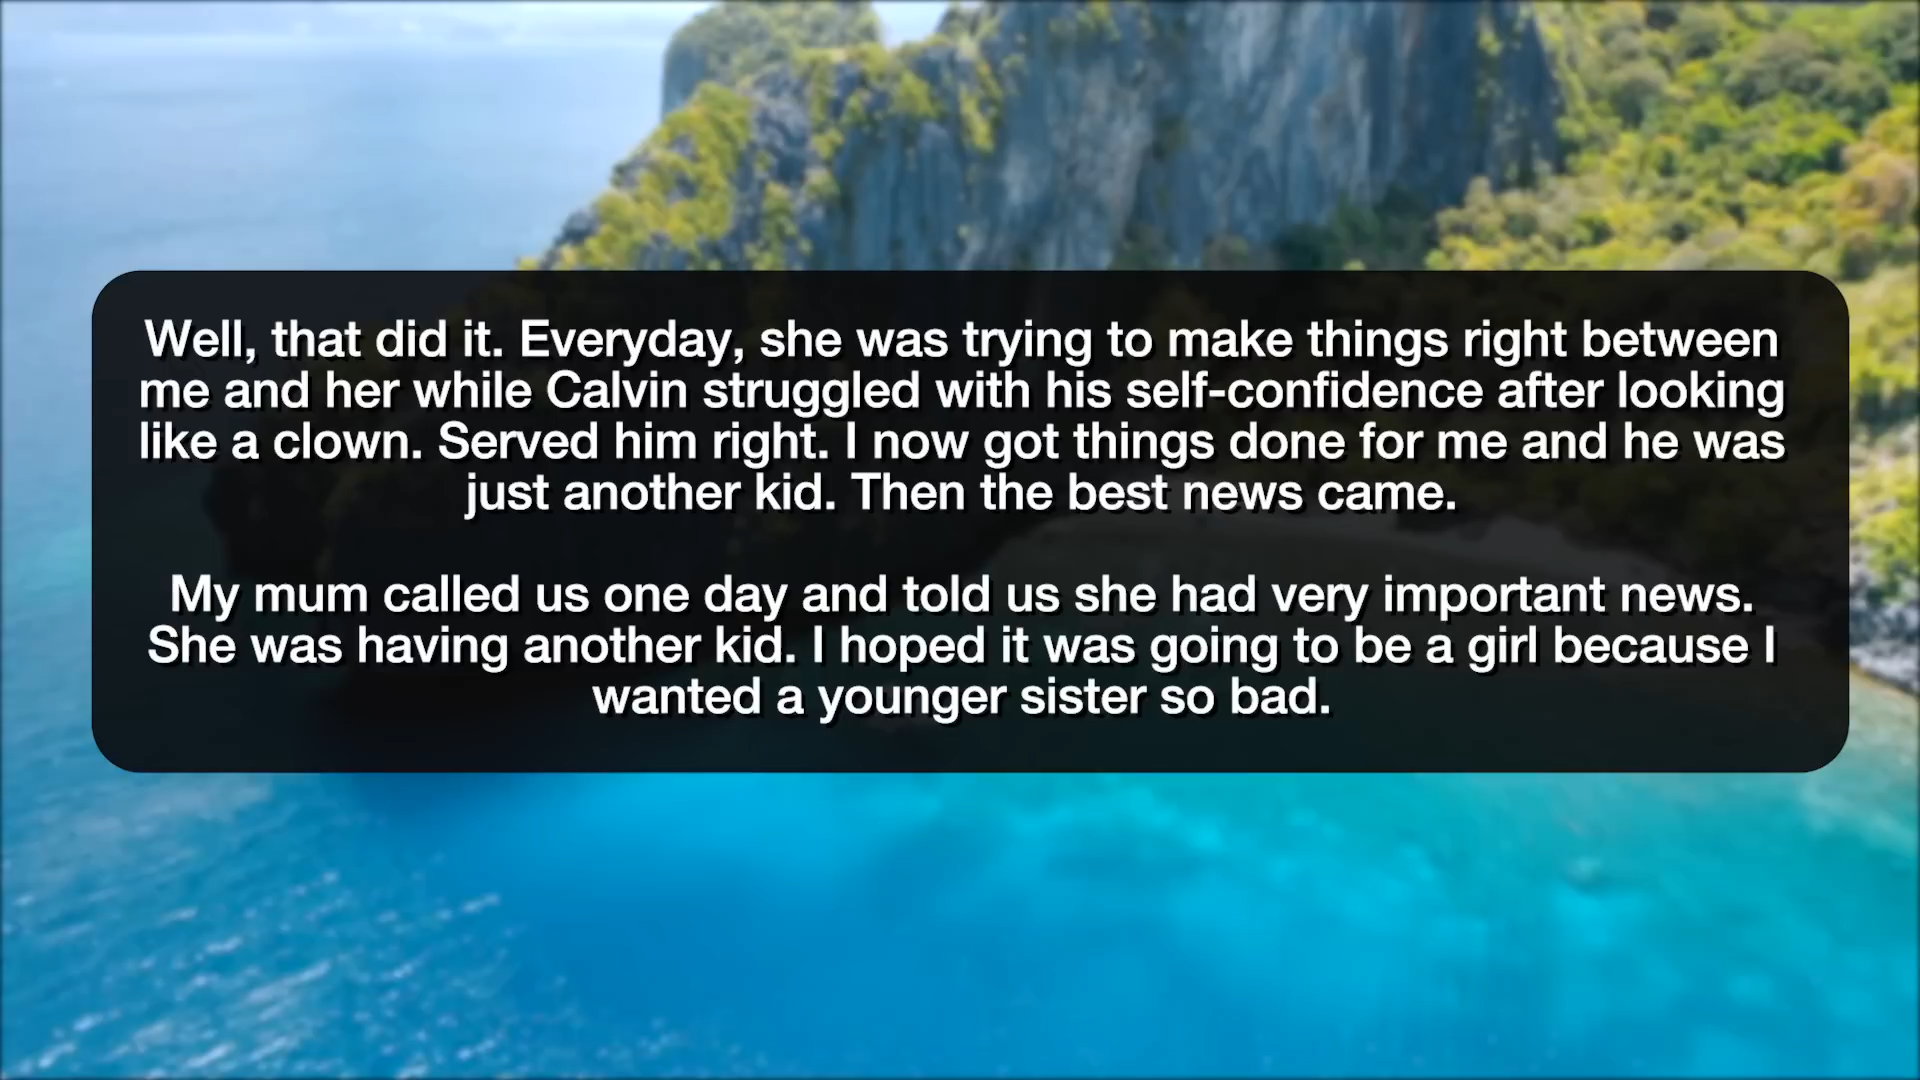 Well, that did it. Everyday, she was trying to make things right between
me and her while Calvin struggled with his self-confidence after looking
like a clown. Served him right. I now got things done for me and he was
just another kid. Then the best news came.
My mum called us one day and told us she had very important news.
She was having another kid. I hoped it was going to be a girl because I
wanted a younger sister so bad.